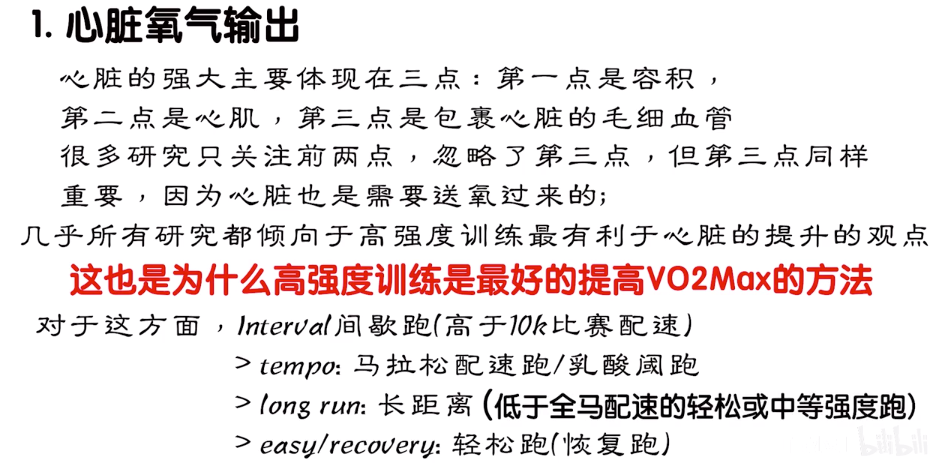 1. 心脏氧气输出
心脏的强大主要体现在三点：第一点是容积，
第二点是心肌，第三点是包裹心脏的毛细血管
很多研究只关注前两点，忽略了第三点，但第三点同样
重要，因为心脏也是需要送氧过来的;
几乎所有研究都倾向于高强度训练最有利于心脏的提升的观点
这也是为什么高强度训练是最好的提高VO2Max的方法
对于这方面，Interval间歇跑(高于10k比赛配速)
> tempo: 马拉松配速跑/乳酸阈跑
> long run: 长距离 (低于全马配速的轻松或中等强度跑)
> easy/recovery: 轻松跑(恢复跑)
bilibili